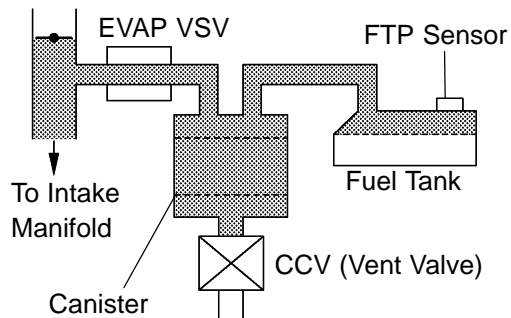 EVAP VSV
FTP Sensor
To Intake
Manifold
Fuel Tank
CCV (Vent Valve)
Canister